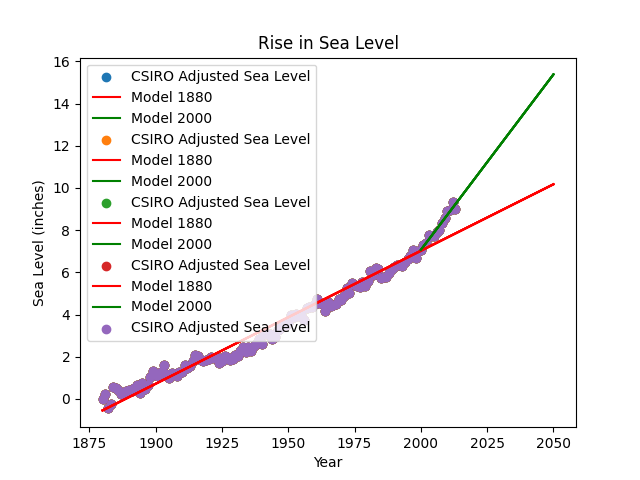 Rise in Sea Level
16
14
12
10
8
6
4
2
0
Sea Level (inches)
CSIRO Adjusted Sea Level
Model 1880
Model 2000
CSIRO Adjusted Sea Level
Model 1880
Model 2000
CSIRO Adjusted Sea Level
Model 1880
Model 2000
CSIRO Adjusted Sea Level
Model 1880
Model 2000
CSIRO Adjusted Sea Level
1875 1900 1925 1950 1975 2000 2025 2050
Year